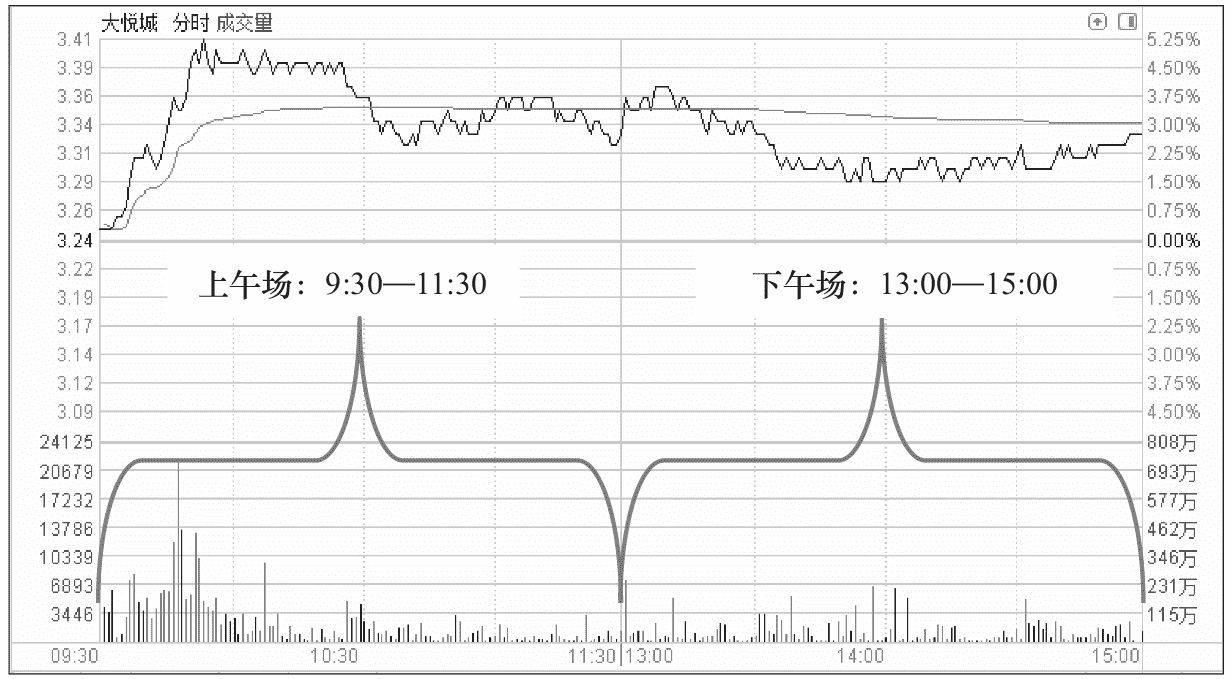 大悦城 分时 成交量
3.41 5.25%
3.39 4.50%
3.36 3.75%
3.34 3.00%
3.31 2.25%
3.29 1.50%
3.26 0.75%
3.24 0.00%
3.22 0.75%
上午场：9:30—11:30 下午场：13:00—15:00
3.19 1.50%
3.17 2.25%
3.14 3.00%
3.12 3.75%
3.09 4.50%
24125 808万
20679 693万
17232 577万
13786 462万
10339 346万
6893 231万
3446 115万
09:30 10:30 11:30 13:00 14:00 15:00